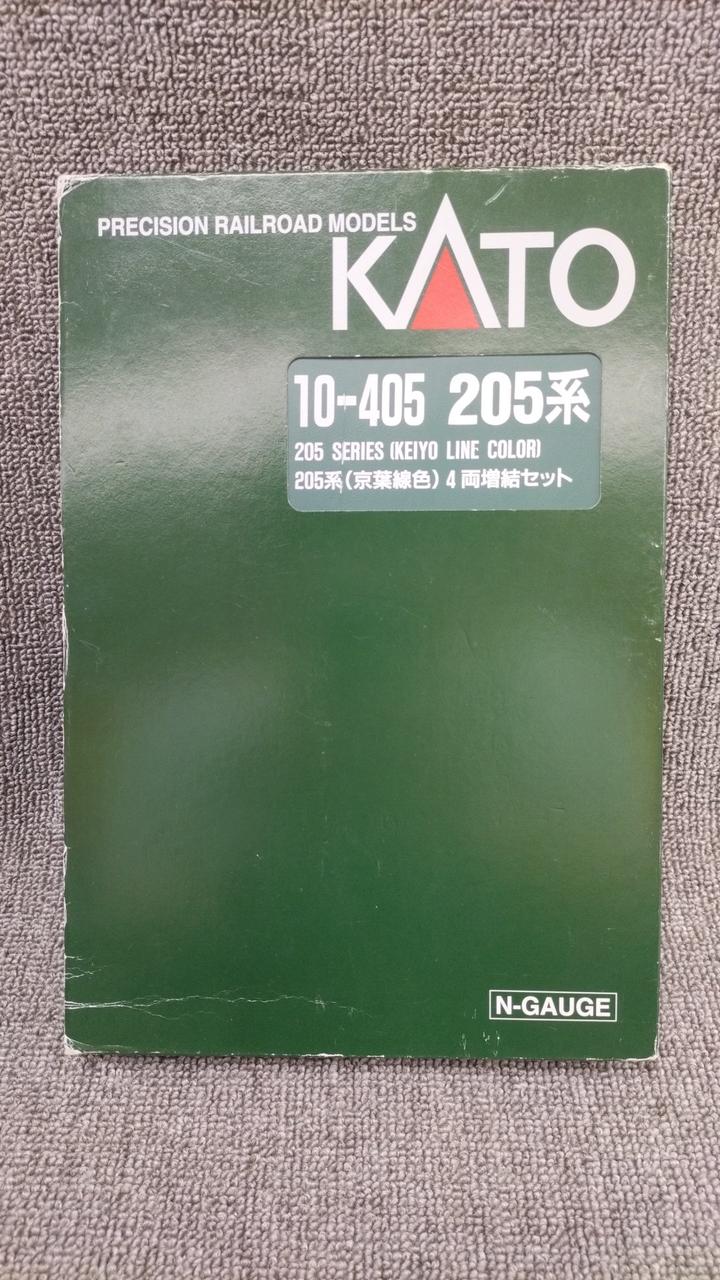 PRECISION RAILROAD MODELS
KATO
10-405 205系
205 SERIES (KEIYO LINE COLOR)
205系(京葉線色) 4両増結セット
N-GAUGE